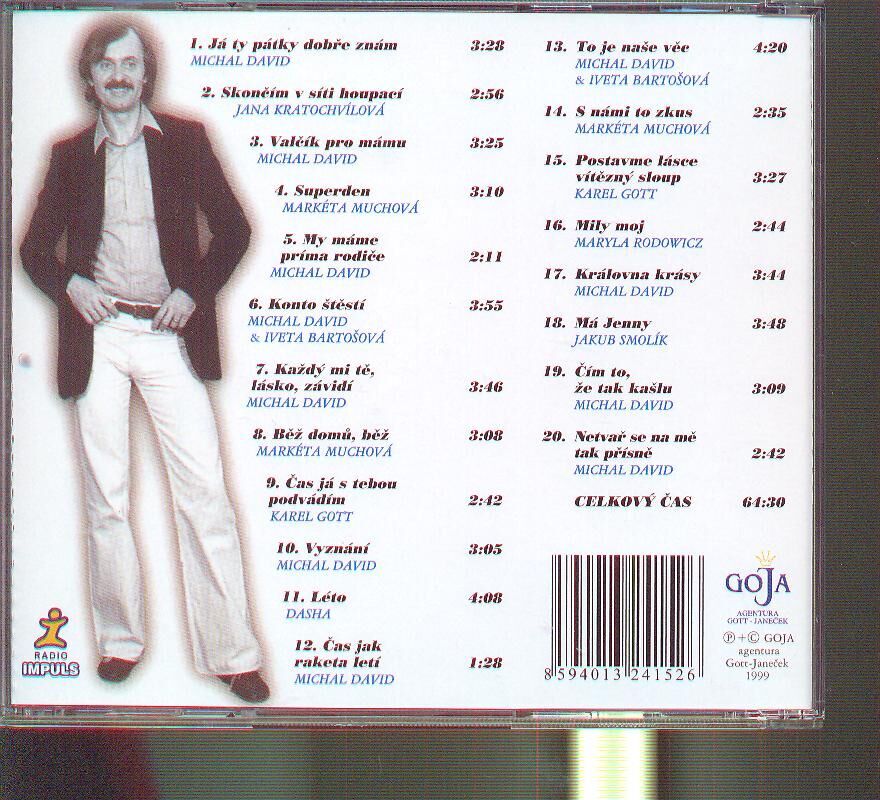 1. Já ty pátky dobře znám 3:28
MICHAL DAVID
2. Skončím v síti houpací 2:56
JANA KRATOCHVÍLOVÁ
3. Valčík pro mámu 3:25
MICHAL DAVID
4. Superden 3:10
MARKÉTA MUCHOVÁ
5. My máme
príma rodiče 2:11
MICHAL DAVID
6. Konto štěstí 3:55
MICHAL DAVID
& IVETA BARTOŠOVÁ
7. Každý mi tě,
lásko, závidí 3:46
MICHAL DAVID
8. Běž domů, běž 3:08
MARKÉTA MUCHOVÁ
9. Čas já s tebou
podvádím 2:42
KAREL GOTT
10. Vyznání 3:05
MICHAL DAVID
11. Léto 4:08
DASHA
12. Čas jak
raketa letí 1:28
MICHAL DAVID
13. To je naše věc 4:20
MICHAL DAVID
& IVETA BARTOŠOVÁ
14. S námi to zkus 2:35
MARKÉTA MUCHOVÁ
15. Postavme lásce
vítězný sloup 3:27
KAREL GOTT
16. Mily moj 2:44
MARYLA RODOWICZ
17. Královna krásy 3:44
MICHAL DAVID
18. Má Jenny 3:48
JAKUB SMOLÍK
19. Čím to,
že tak kašlu 3:09
MICHAL DAVID
20. Netvař se na mě
tak přísně 2:42
MICHAL DAVID
CELKOVÝ ČAS 64:30
RADIO
IMPULS
8 594013 241526
GOJA
AGENTURA
GOTT - JANEČEK
Ⓟ + © GOJA
agentura
Gott-Janeček
1999